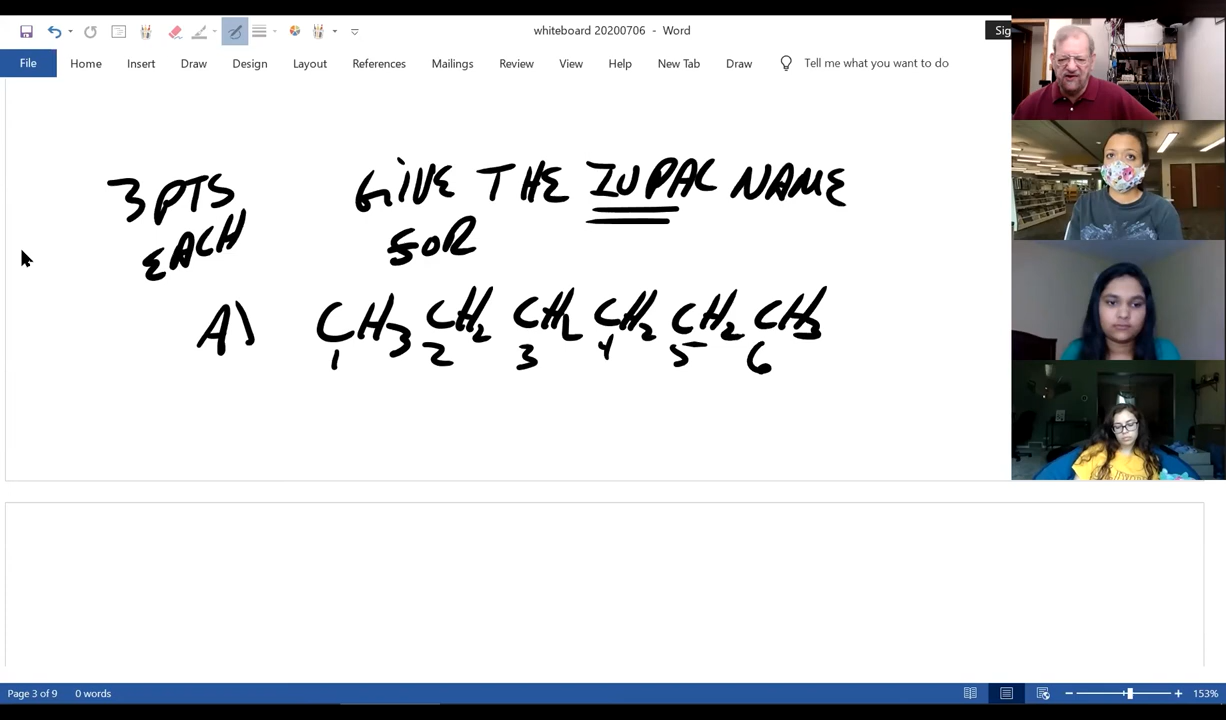 whiteboard 20200706 - Word
Sig
File Home Insert Draw Design Layout References Mailings Review View Help New Tab Draw Tell me what you want to do
3 PTS EACH
GIVE THE IUPAC NAME
FOR
A) CH3 CH2 CH2 CH2 CH2 CH3
1 2 3 4 5 6
Page 3 of 9 0 words
153%